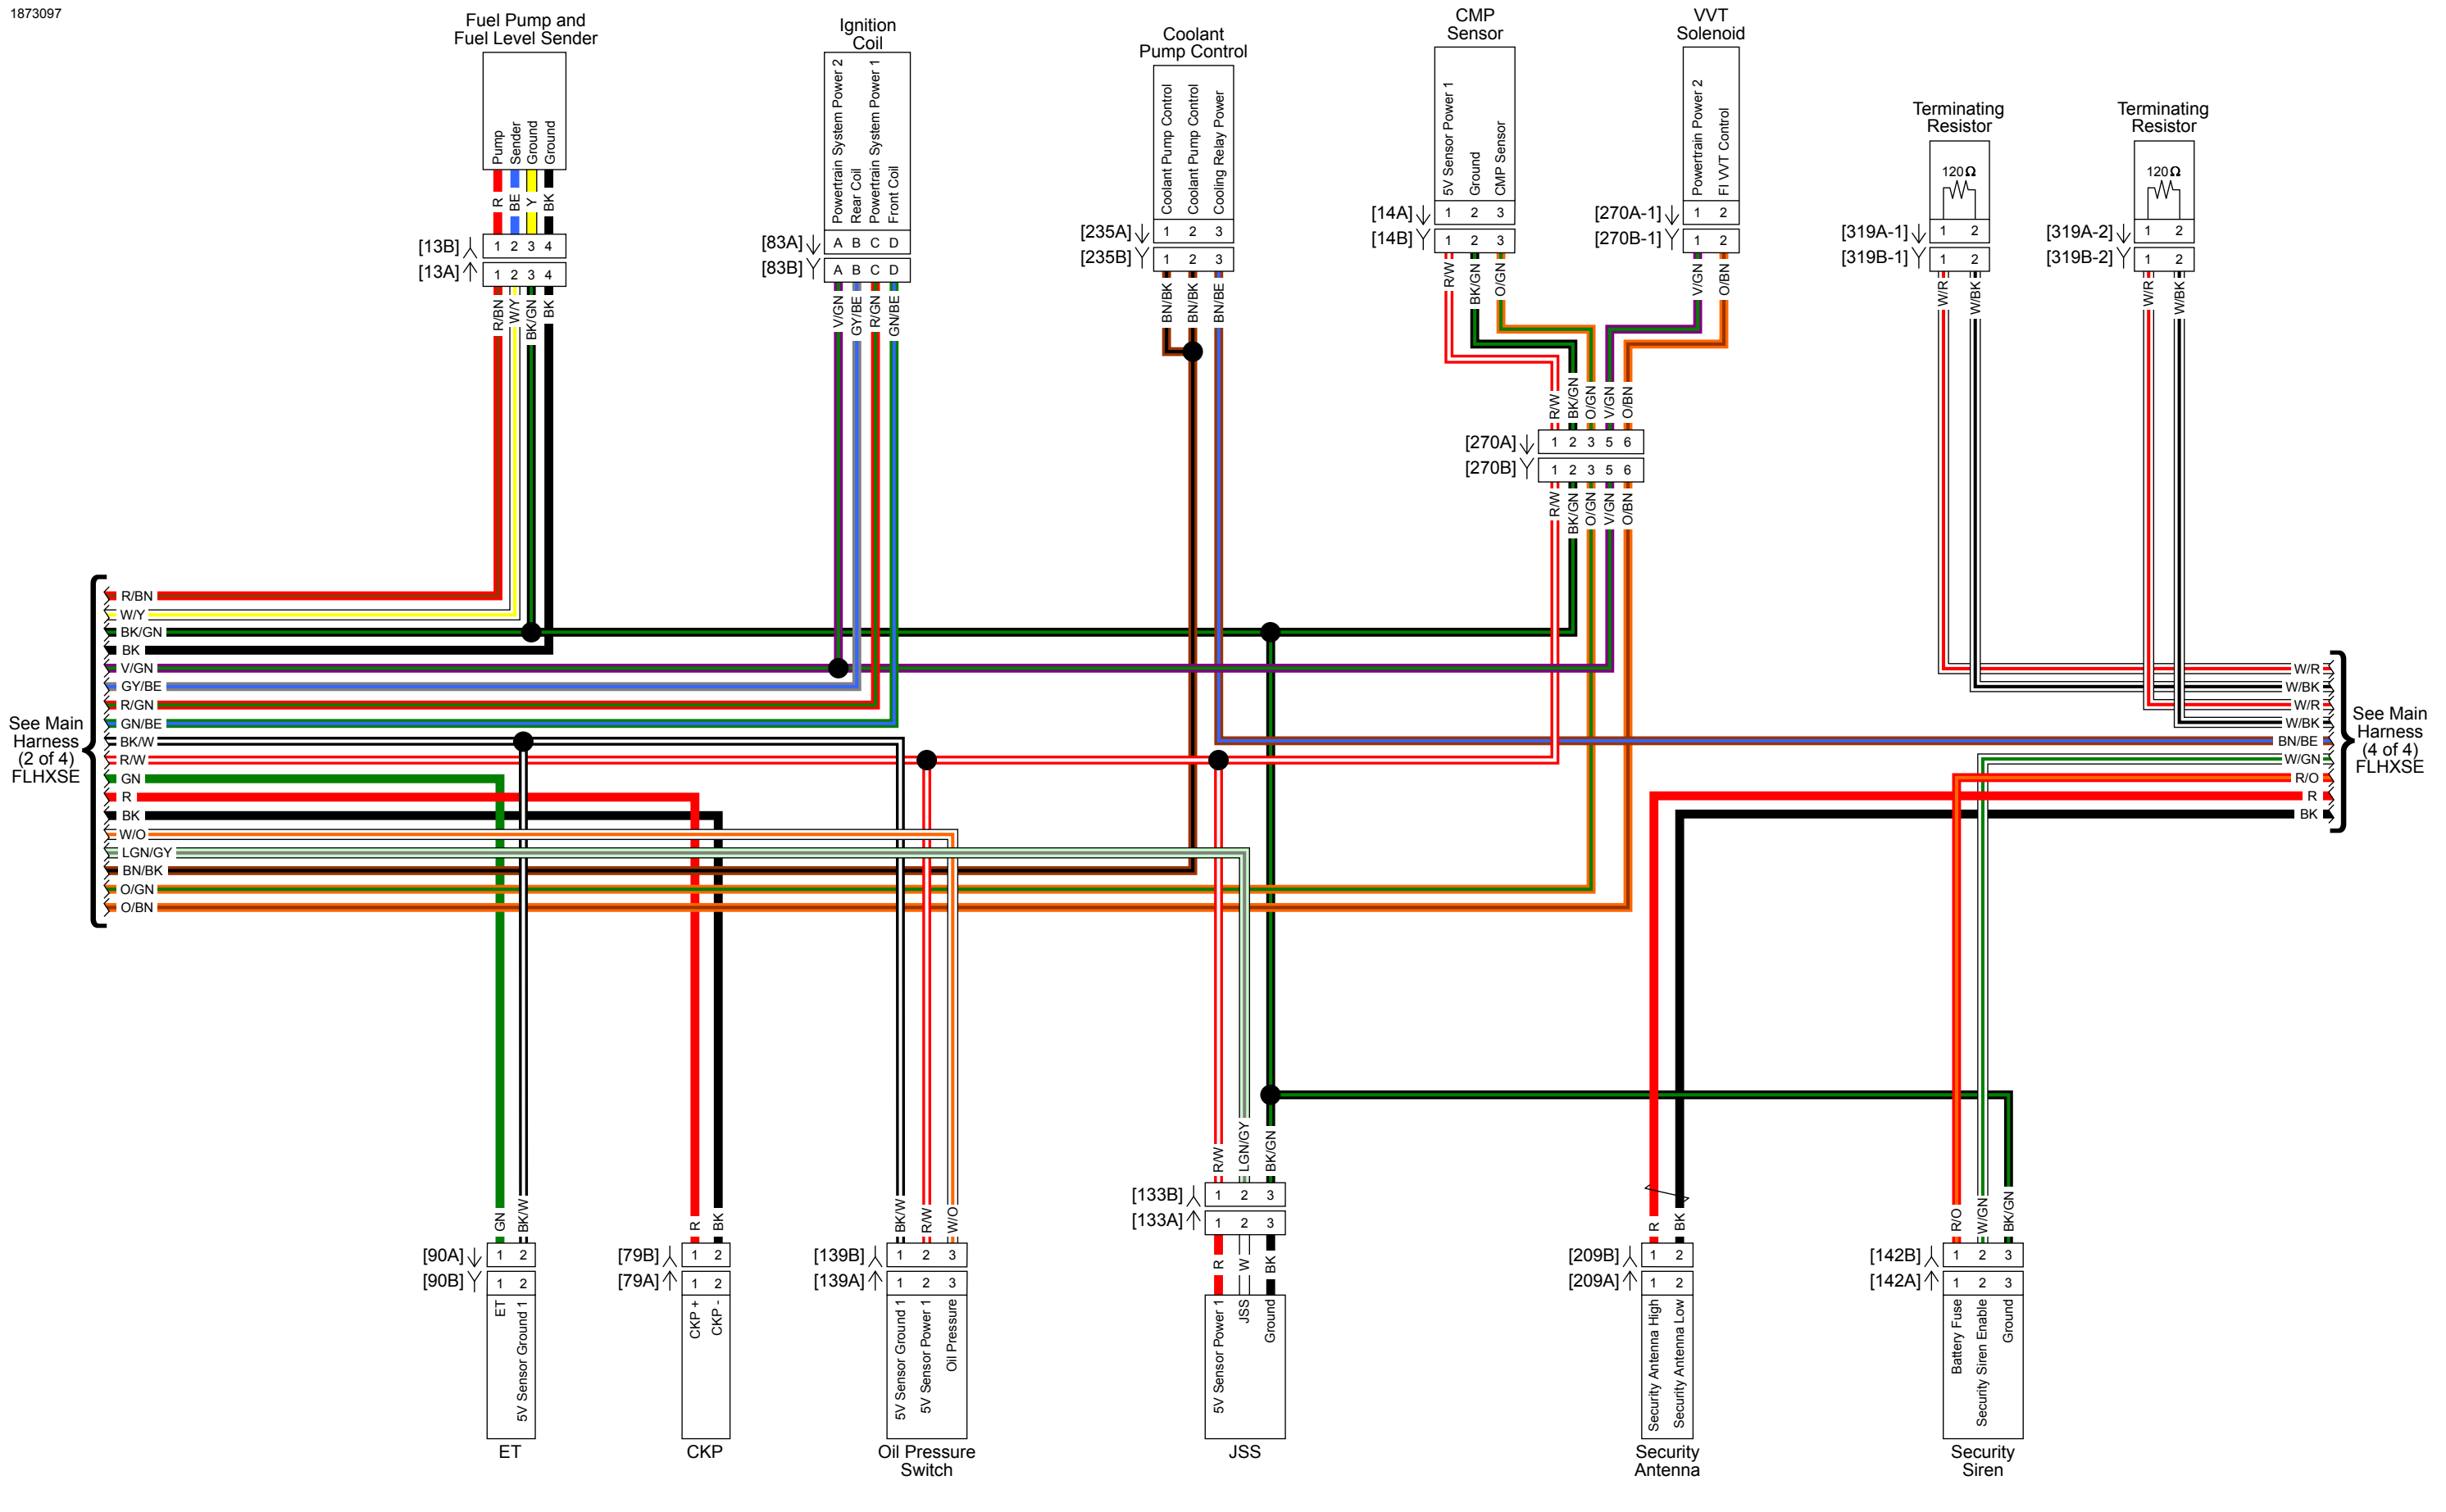 1873097
Fuel Pump and
Fuel Level Sender
Pump
Sender
Ground
Ground
R
BE
Y
BK
[13B]
1 2 3 4
[13A]
1 2 3 4
R/BN
W/Y
BK/GN
BK
Ignition
Coil
Powertrain System Power 2
Rear Coil
Powertrain System Power 1
Front Coil
[83A]
A B C D
[83B]
A B C D
V/GN
GY/BE
R/GN
GN/BE
Coolant
Pump Control
Coolant Pump Control
Coolant Pump Control
Cooling Relay Power
[235A]
1 2 3
[235B]
1 2 3
BN/BK
BN/BK
BN/BE
CMP
Sensor
5V Sensor Power 1
Ground
CMP Sensor
[14A]
1 2 3
[14B]
1 2 3
R/W
BK/GN
O/GN
VVT
Solenoid
Powertrain Power 2
FI VVT Control
[270A-1]
1 2
[270B-1]
1 2
V/GN
O/BN
R/W
BK/GN
O/GN
V/GN
O/BN
[270A]
1 2 3 5 6
[270B]
1 2 3 5 6
R/W
BK/GN
O/GN
V/GN
O/BN
Terminating
Resistor
120Ω
[319A-1]
1 2
[319B-1]
1 2
W/R
W/BK
Terminating
Resistor
120Ω
[319A-2]
1 2
[319B-2]
1 2
W/R
W/BK
See Main
Harness
(2 of 4)
FLHXSE
R/BN
W/Y
BK/GN
BK
V/GN
GY/BE
R/GN
GN/BE
BK/W
R/W
GN
R
BK
W/O
LGN/GY
BN/BK
O/GN
O/BN
W/R
W/BK
W/R
W/BK
BN/BE
W/GN
R/O
R
BK
See Main
Harness
(4 of 4)
FLHXSE
GN
BK/W
[90A]
1 2
[90B]
1 2
ET
5V Sensor Ground 1
ET
R
BK
[79B]
1 2
[79A]
1 2
CKP +
CKP -
CKP
BK/W
R/W
W/O
[139B]
1 2 3
[139A]
1 2 3
5V Sensor Ground 1
5V Sensor Power 1
Oil Pressure
Oil Pressure
Switch
R/W
LGN/GY
BK/GN
[133B]
1 2 3
[133A]
1 2 3
R
W
BK
5V Sensor Power 1
JSS
Ground
JSS
R
BK
[209B]
1 2
[209A]
1 2
Security Antenna High
Security Antenna Low
Security
Antenna
R/O
W/GN
BK/GN
[142B]
1 2 3
[142A]
1 2 3
Battery Fuse
Security Siren Enable
Ground
Security
Siren